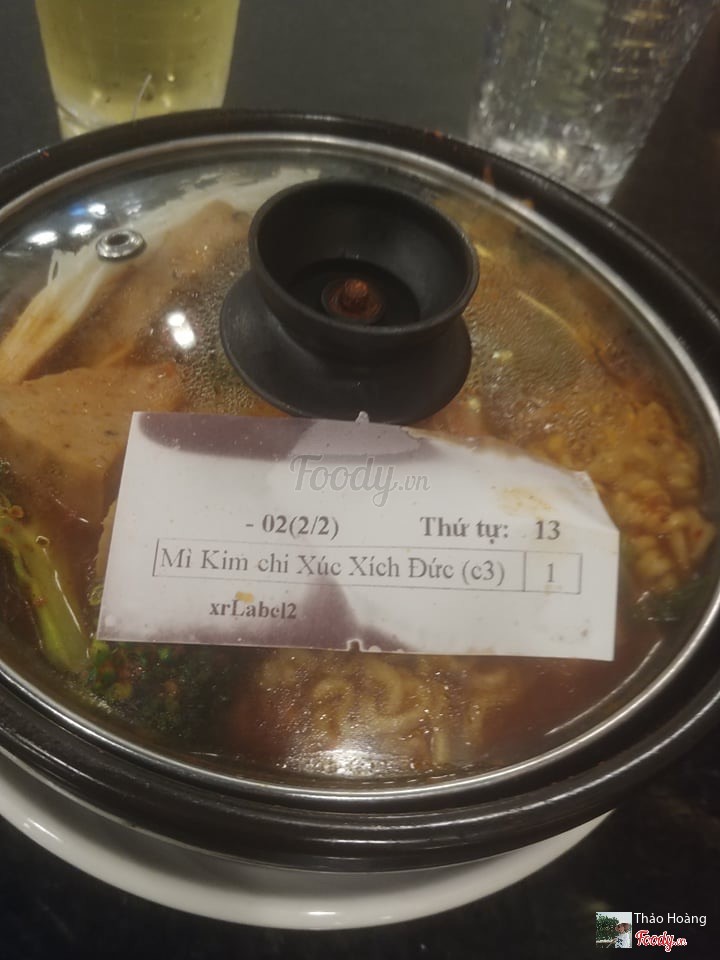 Foody.vn
- 02(2/2) Thứ tự: 13
Mì Kim chi Xúc Xích Đức (c3) 1
xrLabel2
Thảo Hoàng
Foody.vn